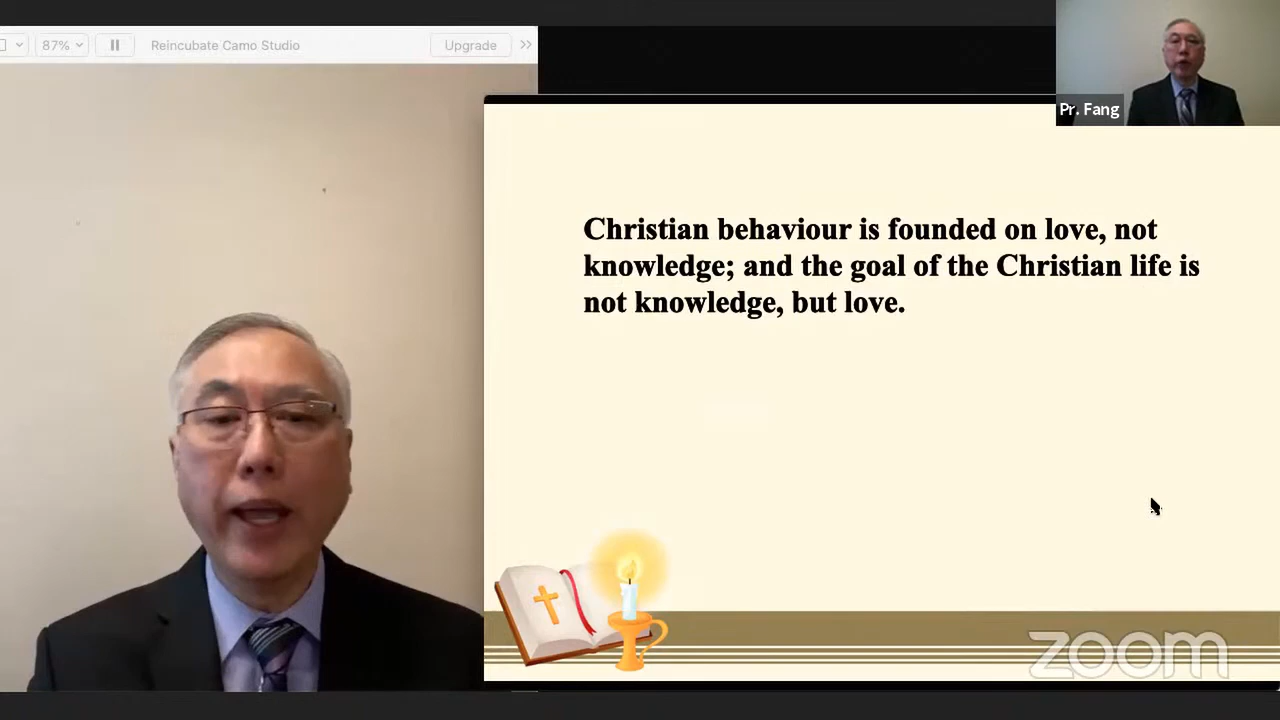 87%
Reincubate Camo Studio
Upgrade
Pr. Fang
Christian behaviour is founded on love, not
knowledge; and the goal of the Christian life is
not knowledge, but love.
zoom